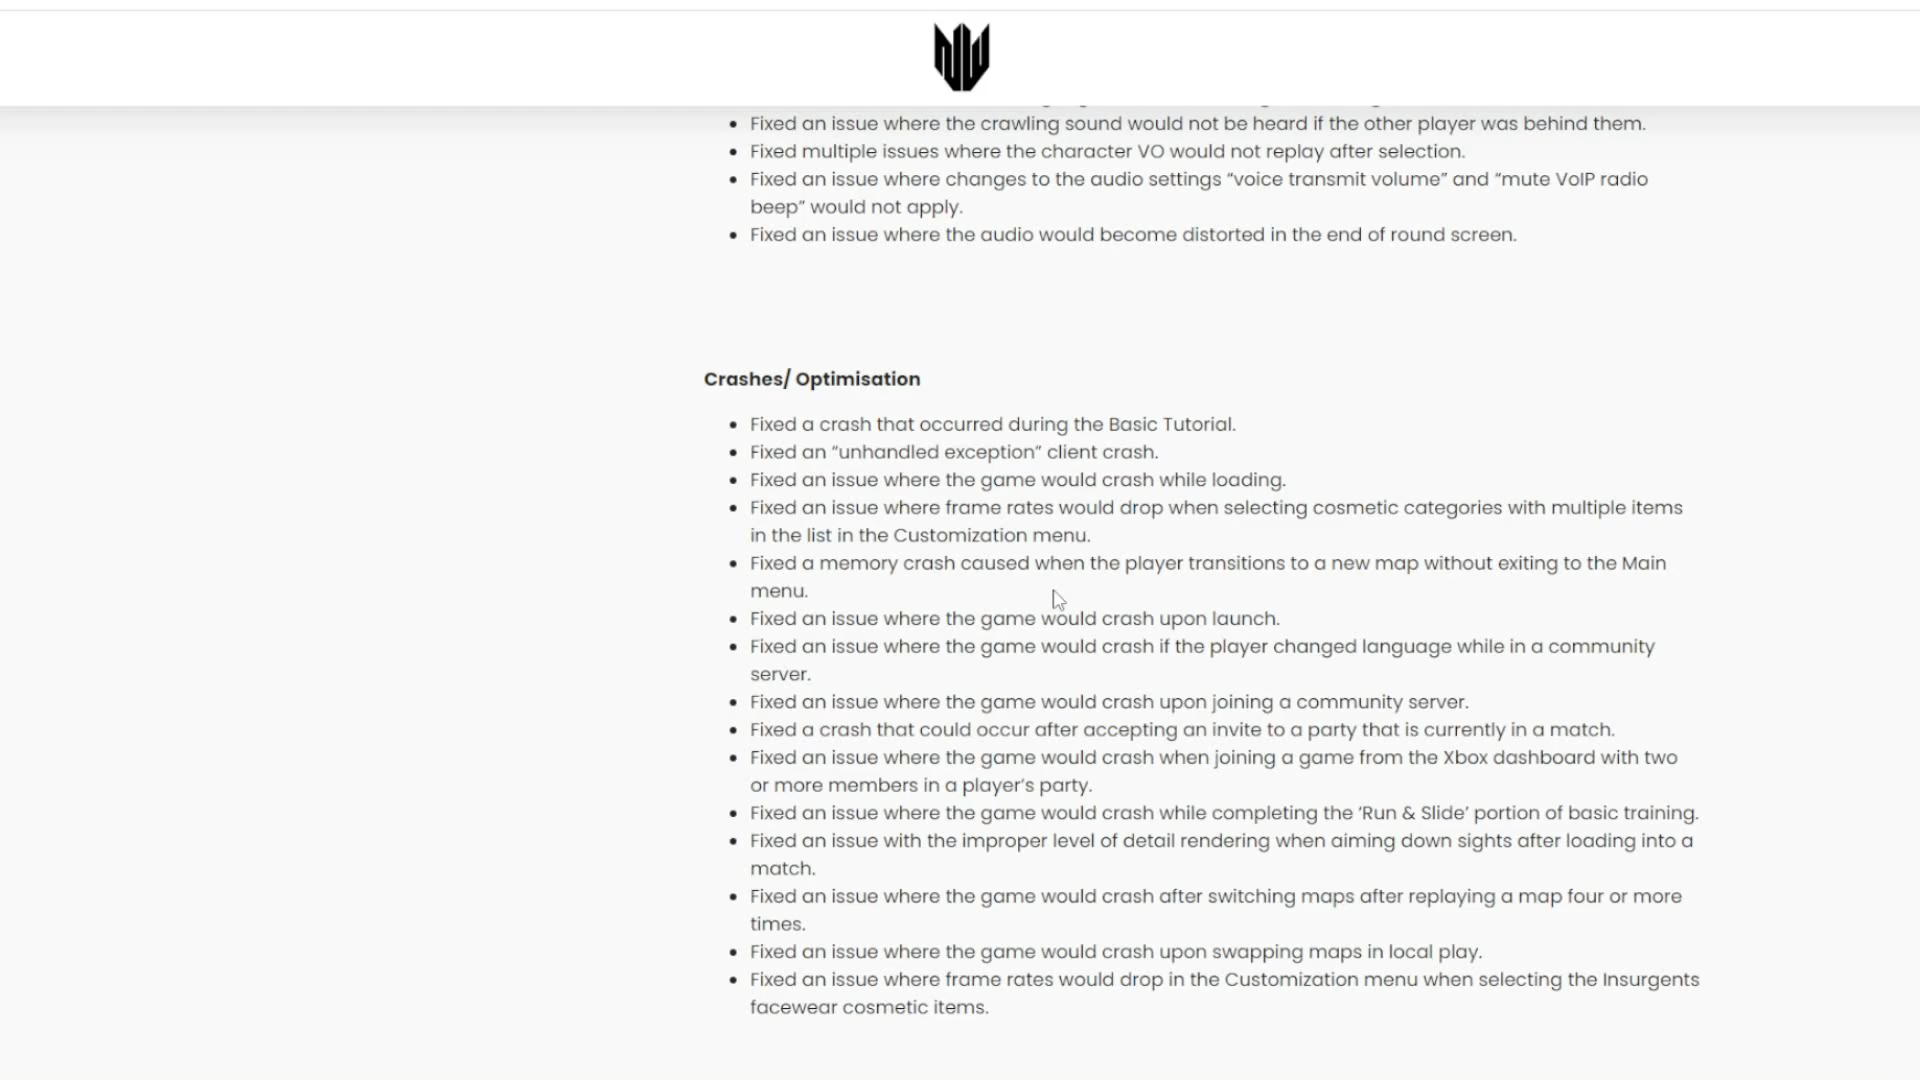 Fixed an issue where the crawling sound would not be heard if the other player was behind them.
Fixed multiple issues where the character VO would not replay after selection.
Fixed an issue where changes to the audio settings “voice transmit volume” and “mute VoIP radio
beep” would not apply.
Fixed an issue where the audio would become distorted in the end of round screen.
Crashes/ Optimisation
Fixed a crash that occurred during the Basic Tutorial.
Fixed an “unhandled exception” client crash.
Fixed an issue where the game would crash while loading.
Fixed an issue where frame rates would drop when selecting cosmetic categories with multiple items
in the list in the Customization menu.
Fixed a memory crash caused when the player transitions to a new map without exiting to the Main
menu.
Fixed an issue where the game would crash upon launch.
Fixed an issue where the game would crash if the player changed language while in a community
server.
Fixed an issue where the game would crash upon joining a community server.
Fixed a crash that could occur after accepting an invite to a party that is currently in a match.
Fixed an issue where the game would crash when joining a game from the Xbox dashboard with two
or more members in a player’s party.
Fixed an issue where the game would crash while completing the ‘Run & Slide’ portion of basic training.
Fixed an issue with the improper level of detail rendering when aiming down sights after loading into a
match.
Fixed an issue where the game would crash after switching maps after replaying a map four or more
times.
Fixed an issue where the game would crash upon swapping maps in local play.
Fixed an issue where frame rates would drop in the Customization menu when selecting the Insurgents
facewear cosmetic items.